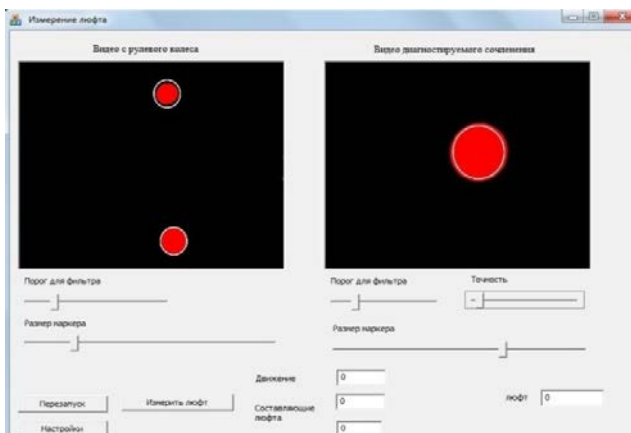 Измерение люфта
Видео с рулевого колеса
Видео диагностируемого сочленения
Порог для фильтра
Порог для фильтра
Точность
Размер маркера
Размер маркера
Движение
0
Перезапуск
Измерить люфт
Составляющие
люфта
0
люфт
0
Настройки
0